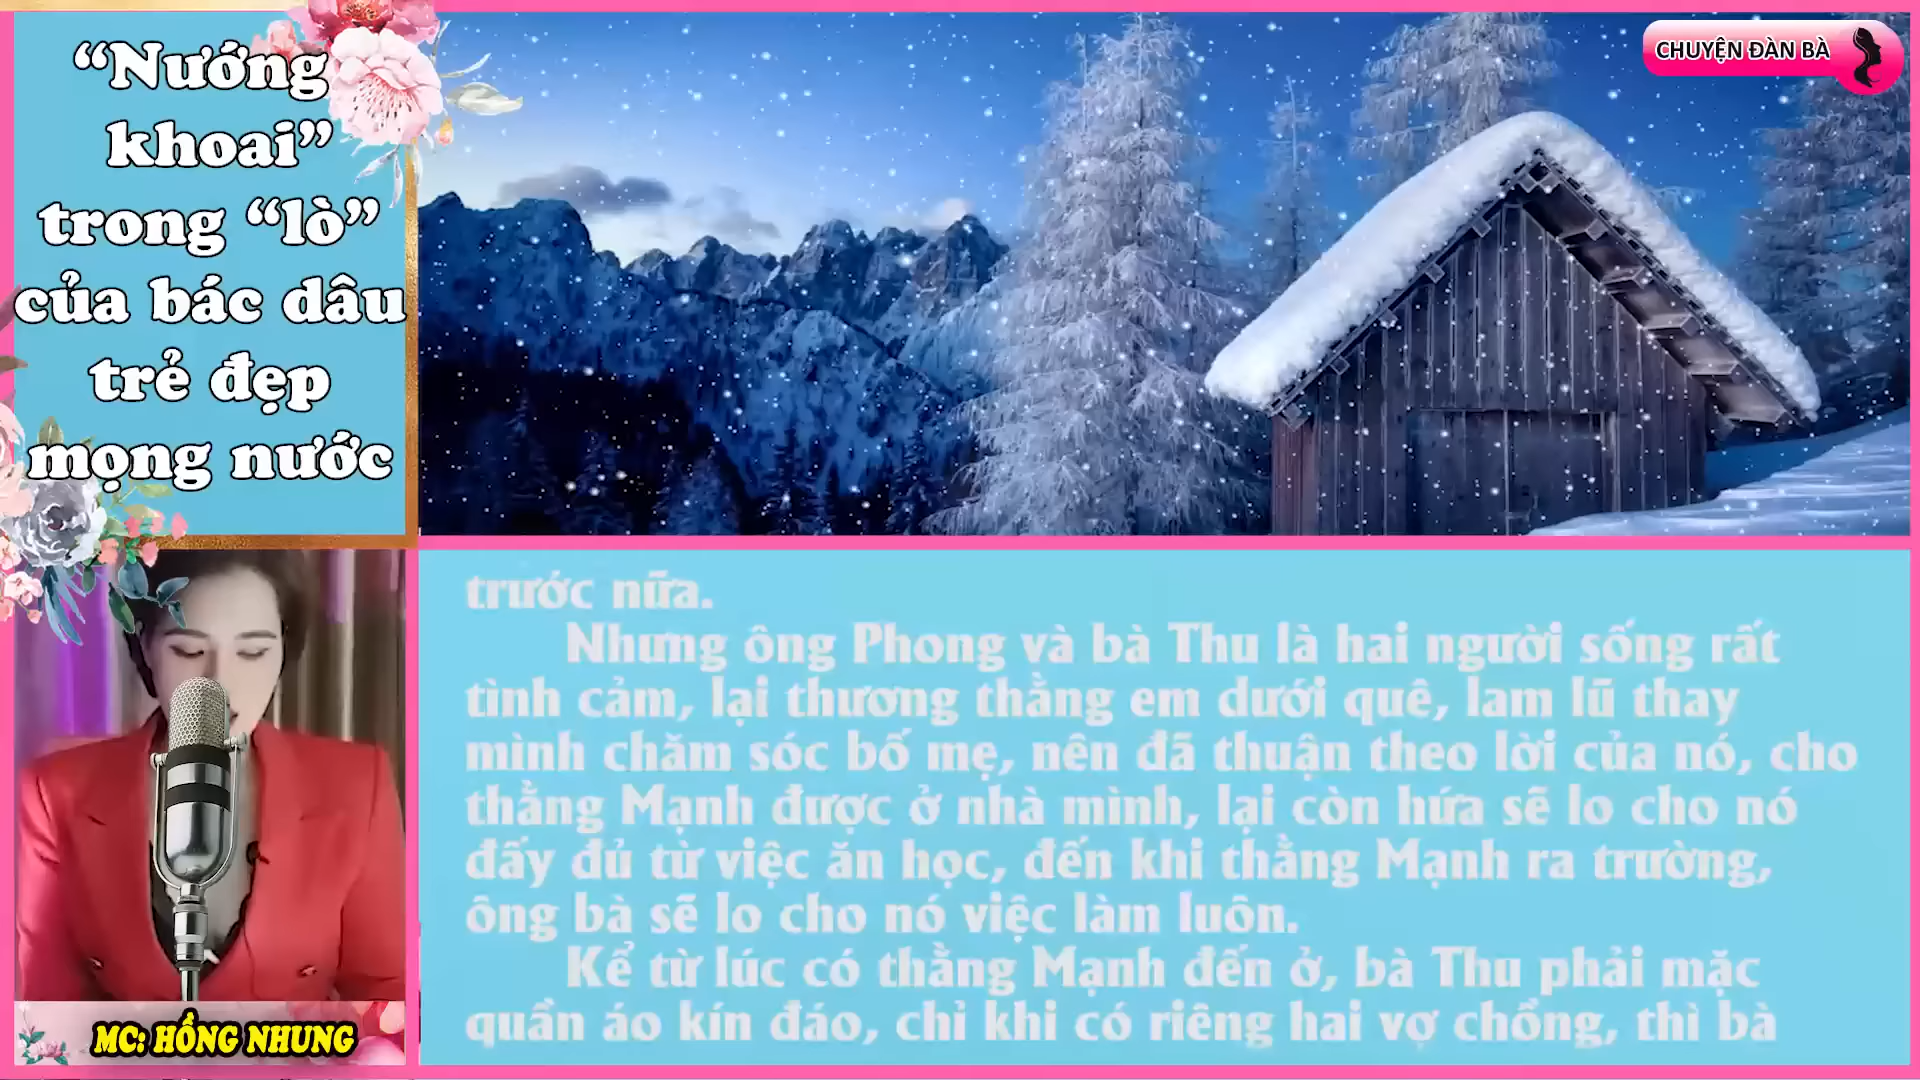 “Nướng
khoai”
trong “lò”
của bác dâu
trẻ đẹp
mọng nước
CHUYỆN ĐÀN BÀ
trước nữa.
Nhưng ông Phong và bà Thu là hai người sống rất
tình cảm, lại thương thằng em dưới quê, lam lũ thay
mình chăm sóc bố mẹ, nên đã thuận theo lời của nó, cho
thằng Mạnh được ở nhà mình, lại còn hứa sẽ lo cho nó
đấy đủ từ việc ăn học, đến khi thằng Mạnh ra trường,
ông bà sẽ lo cho nó việc làm luôn.
Kể từ lúc có thằng Mạnh đến ở, bà Thu phải mặc
quần áo kín đáo, chỉ khi có riêng hai vợ chồng, thì bà
MC: HỒNG NHUNG